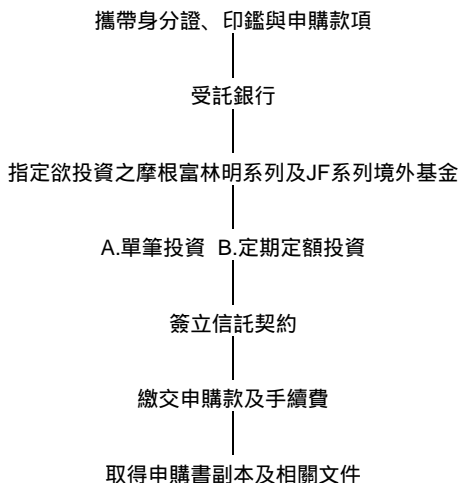 攜帶身分證、印鑑與申購款項
受託銀行
指定欲投資之摩根富林明系列及JF系列境外基金
A.單筆投資 B.定期定額投資
簽立信託契約
繳交申購款及手續費
取得申購書副本及相關文件